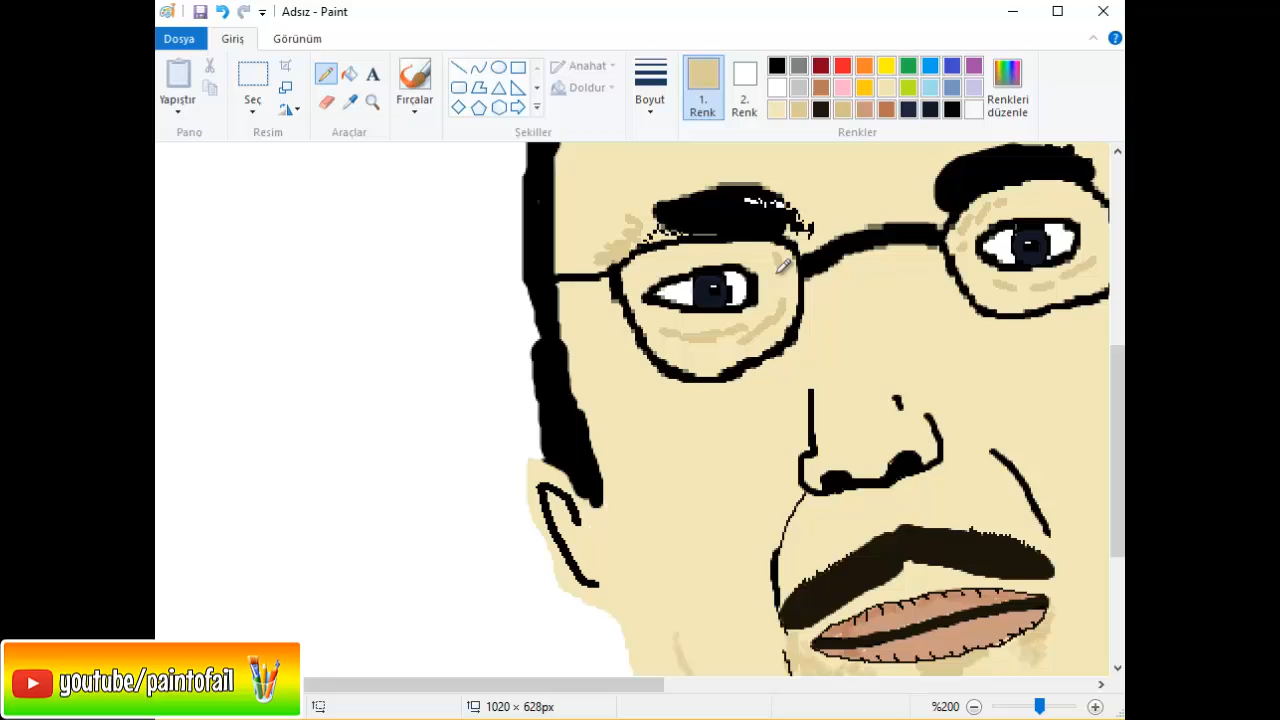 Adsız - Paint
Dosya
Giriş
Görünüm
Yapıştır
Seç
A
Fırçalar
Anahat
Doldur
Boyut
1.
Renk
2.
Renk
Renkleri
düzenle
Pano
Resim
Araçlar
Şekiller
Renkler
youtube/paintofail
1020 × 628px
%200